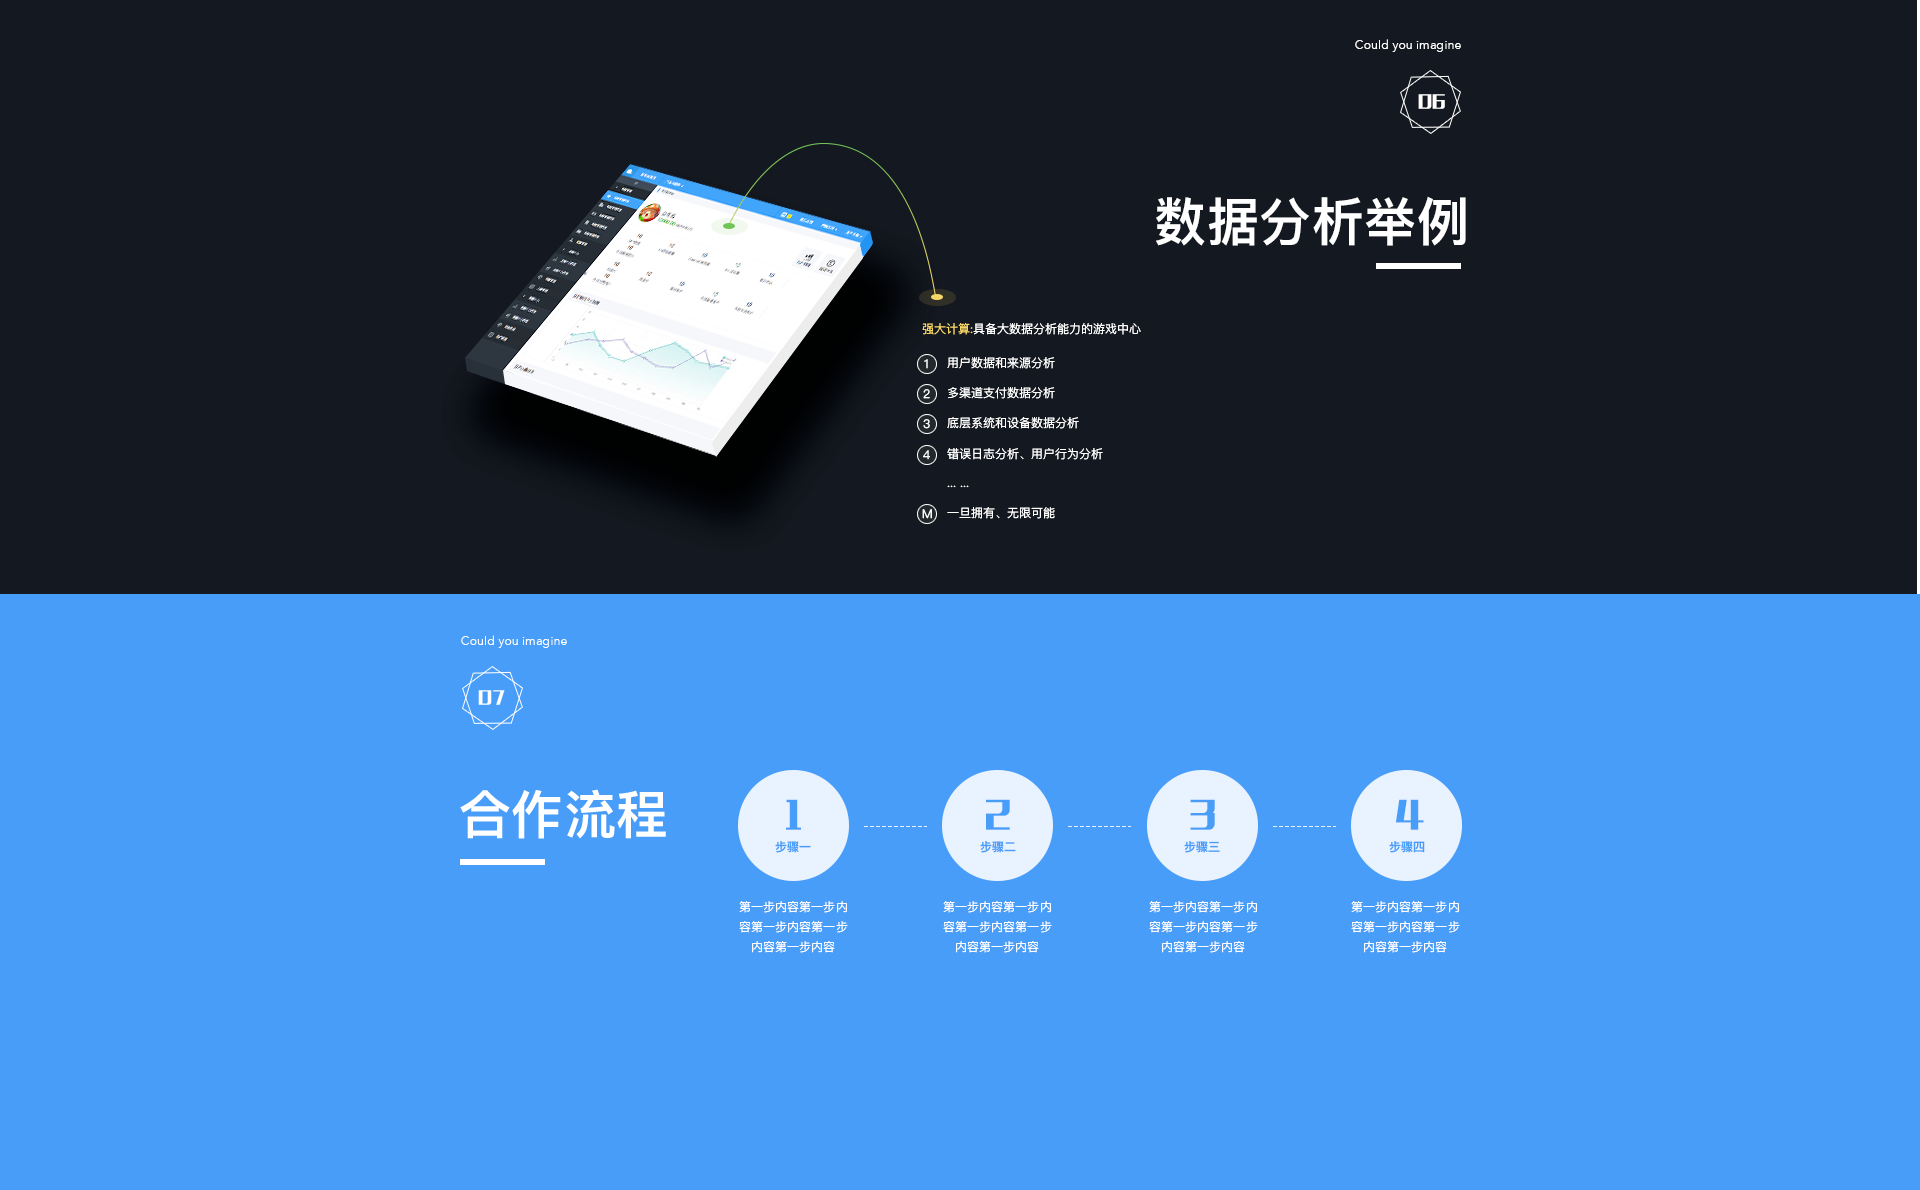 Could you imagine
06
数据分析举例
强大计算:具备大数据分析能力的游戏中心
1 用户数据和来源分析
2 多渠道支付数据分析
3 底层系统和设备数据分析
4 错误日志分析、用户行为分析
... ...
M 一旦拥有、无限可能
Could you imagine
07
合作流程
1
步骤一
第一步内容第一步内
容第一步内容第一步
内容第一步内容
2
步骤二
第一步内容第一步内
容第一步内容第一步
内容第一步内容
3
步骤三
第一步内容第一步内
容第一步内容第一步
内容第一步内容
4
步骤四
第一步内容第一步内
容第一步内容第一步
内容第一步内容